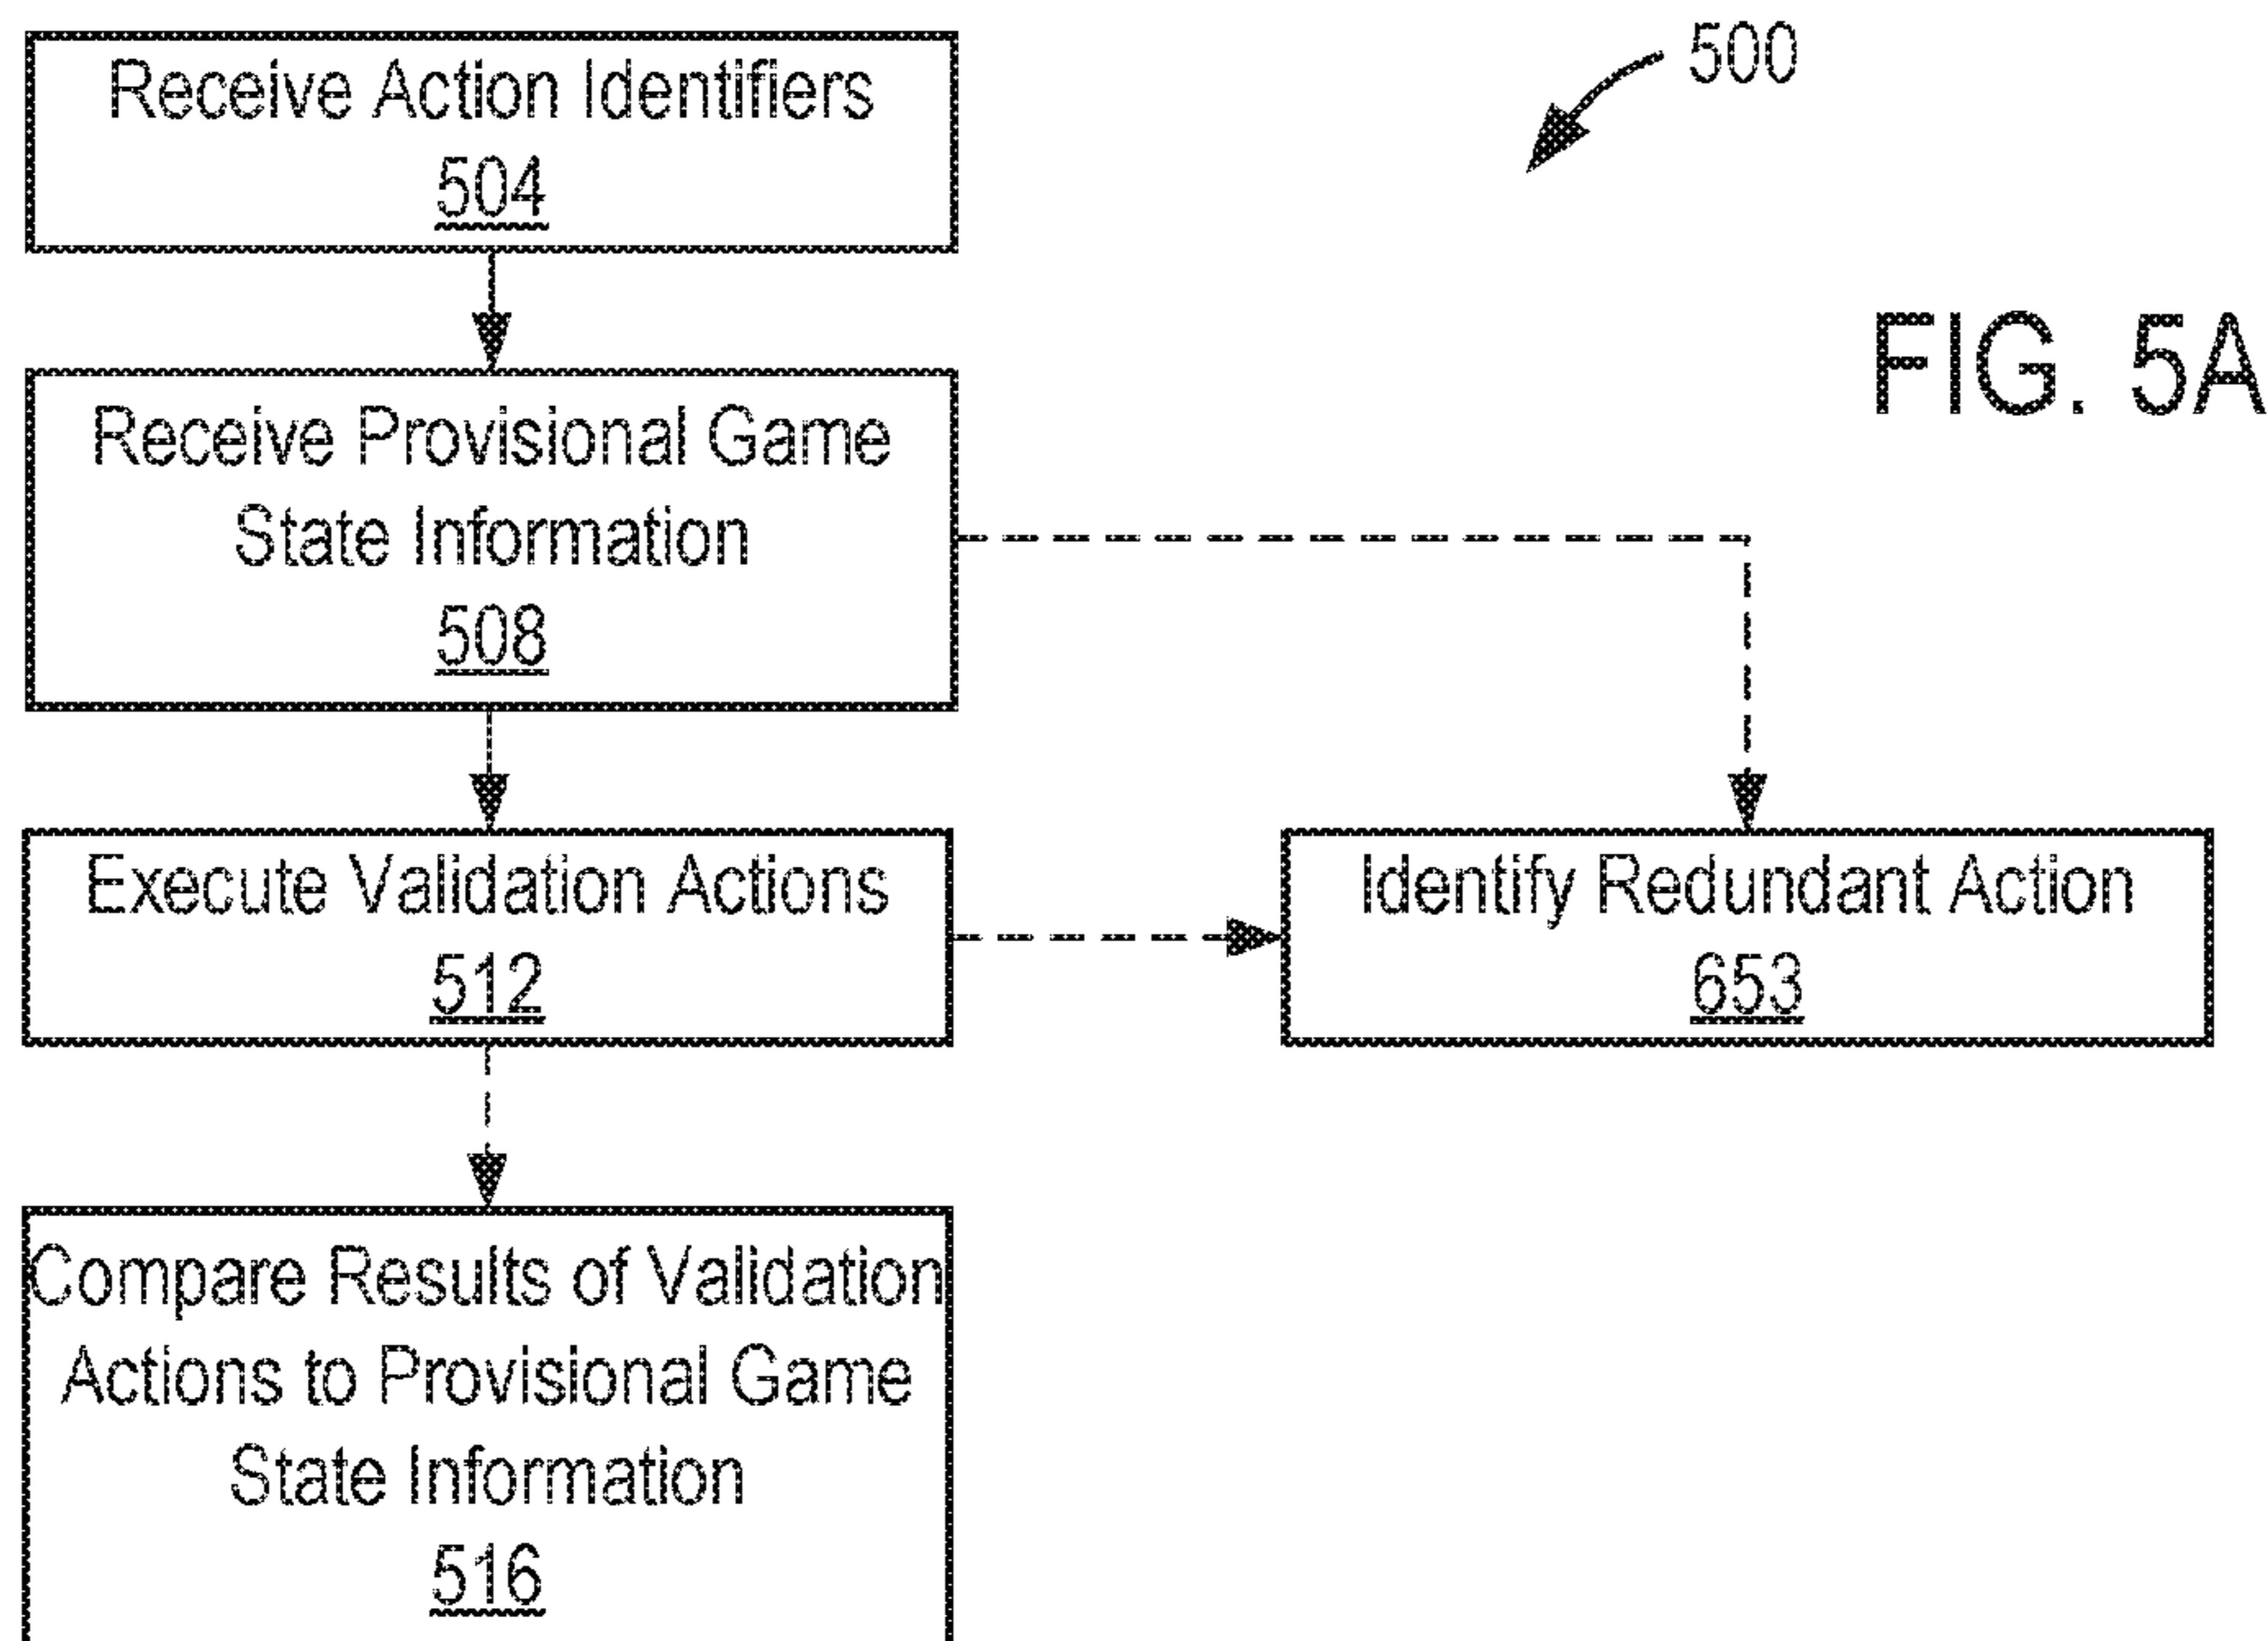 Receive Action Identifiers
504
500
FIG. 5A
Receive Provisional Game
State Information
508
Execute Validation Actions
512
Identify Redundant Action
653
Compare Results of Validation
Actions to Provisional Game
State Information
516